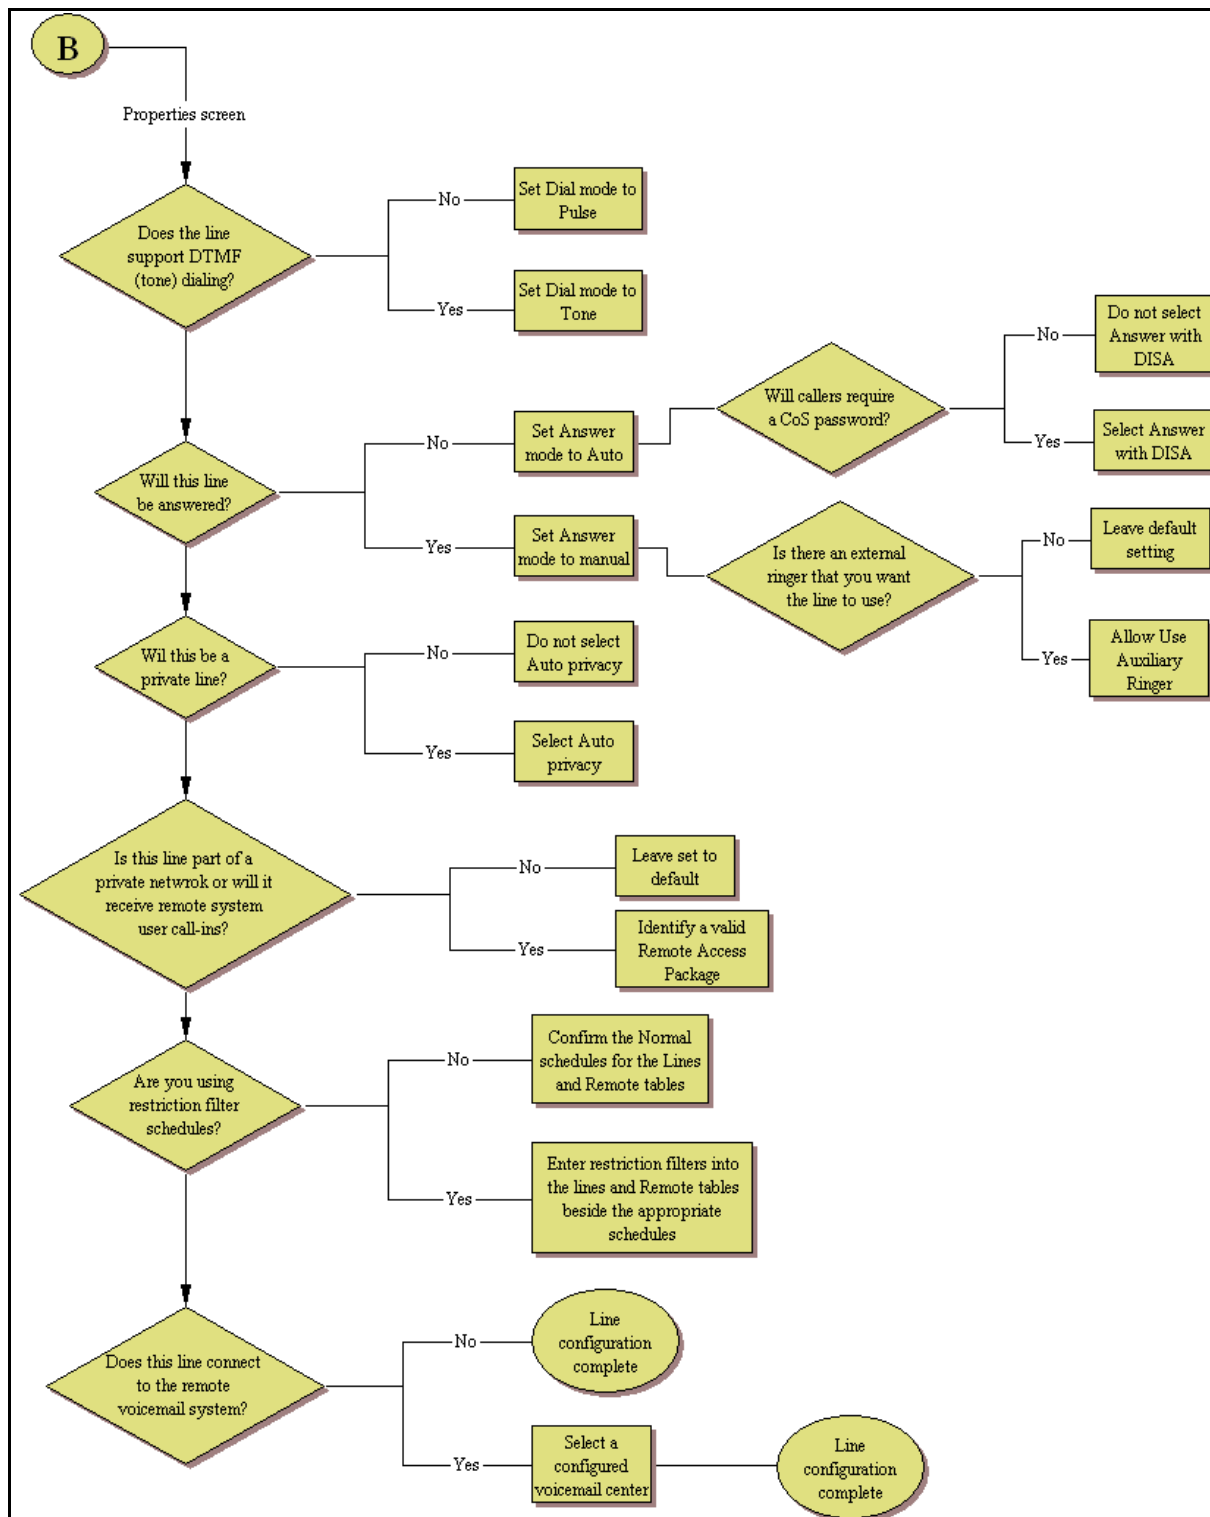 B
Properties screen
Does the line
support DTMF
(tone) dialing?
No
Set Dial mode to
Pulse
Yes
Set Dial mode to
Tone
Will this line
be answered?
No
Set Answer
mode to Auto
Will callers require
a CoS password?
No
Do not select
Answer with
DISA
Yes
Select Answer
with DISA
Yes
Set Answer
mode to manual
Is there an external
ringer that you want
the line to use?
No
Leave default
setting
Yes
Allow Use
Auxiliary
Ringer
Wil this be a
private line?
No
Do not select
Auto privacy
Yes
Select Auto
privacy
Is this line part of a
private netwrok or will it
receive remote system
user call-ins?
No
Leave set to
default
Yes
Identify a valid
Remote Access
Package
Are you using
restriction filter
schedules?
No
Confirm the Normal
schedules for the Lines
and Remote tables
Yes
Enter restriction filters into
the lines and Remote tables
beside the appropriate
schedules
Does this line connect
to the remote
voicemail system?
No
Line
configuration
complete
Yes
Select a
configured
voicemail center
Line
configuration
complete